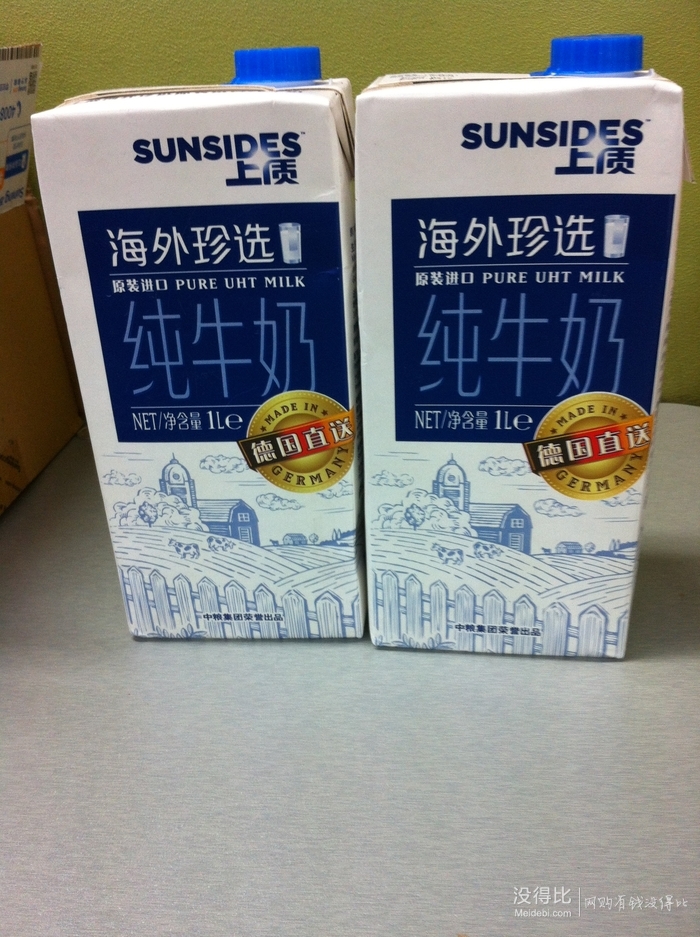 SUNSIDES™
上质
海外珍选
原装进口 PURE UHT MILK
纯牛奶
NET/净含量 1L℮
MADE IN
德国直送
GERMANY
中粮集团荣誉出品
SUNSIDES™
上质
海外珍选
原装进口 PURE UHT MILK
纯牛奶
NET/净含量 1L℮
MADE IN
德国直送
GERMANY
中粮集团荣誉出品
没得比
Meidebi.com
网购有钱没得比